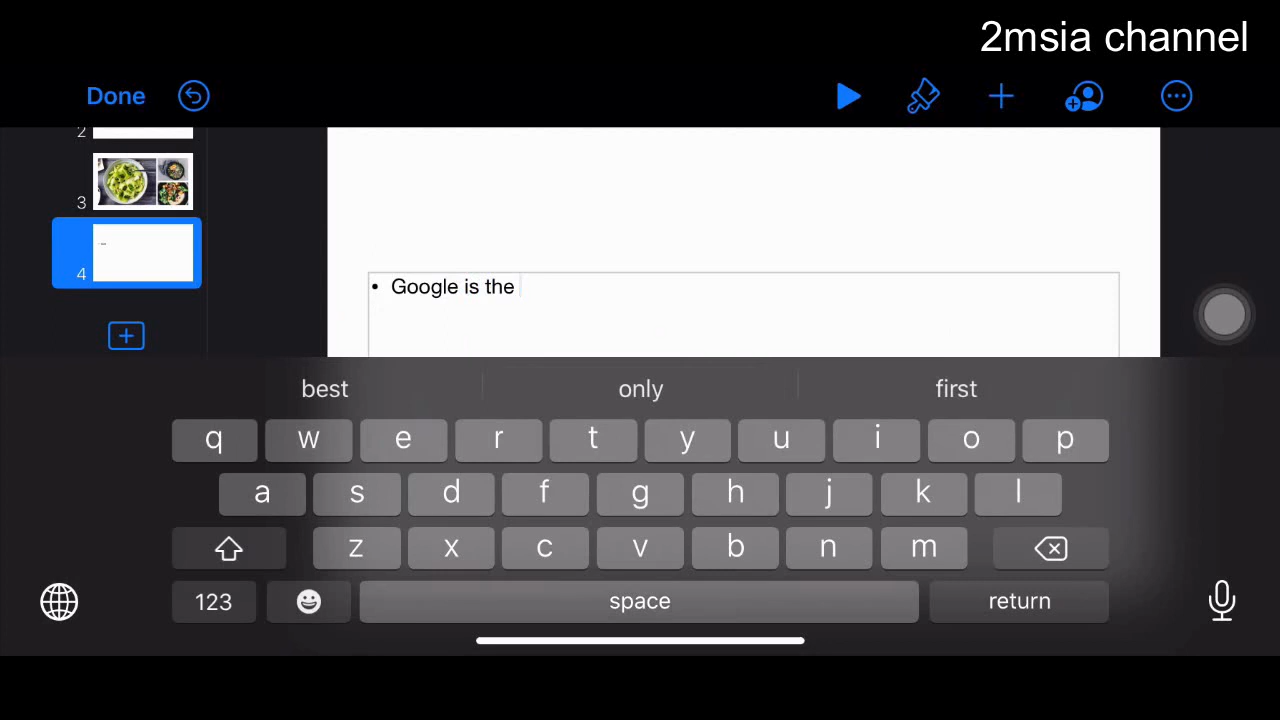 2msia channel
Done
2
3
4
• Google is the
best only first
q w e r t y u i o p
a s d f g h j k l
z x c v b n m
123 space return